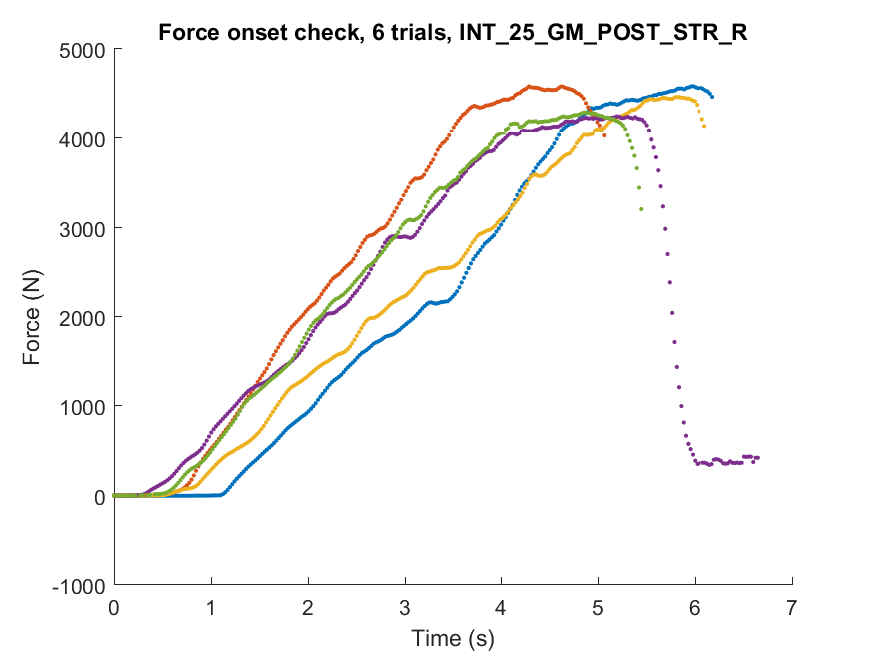 Force onset check, 6 trials, INT_25_GM_POST_STR_R
5000
4000
3000
2000
1000
0
-1000
Force (N)
0 1 2 3 4 5 6 7
Time (s)